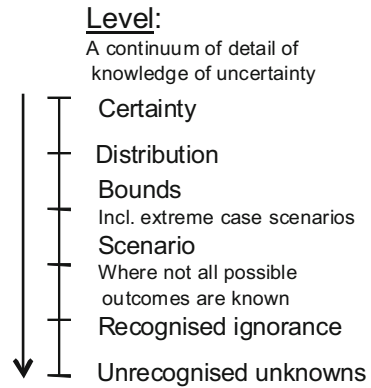 Level:
A continuum of detail of
knowledge of uncertainty
Certainty
Distribution
Bounds
Incl. extreme case scenarios
Scenario
Where not all possible
outcomes are known
Recognised ignorance
Unrecognised unknowns